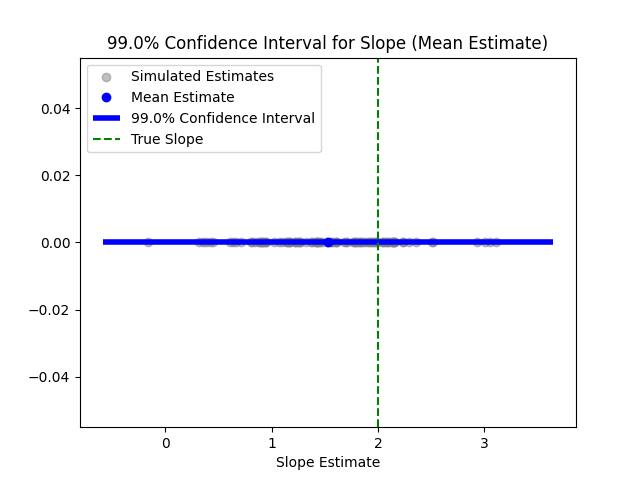 99.0% Confidence Interval for Slope (Mean Estimate)
Simulated Estimates
Mean Estimate
99.0% Confidence Interval
True Slope
0.04
0.02
0.00
−0.02
−0.04
0 1 2 3
Slope Estimate